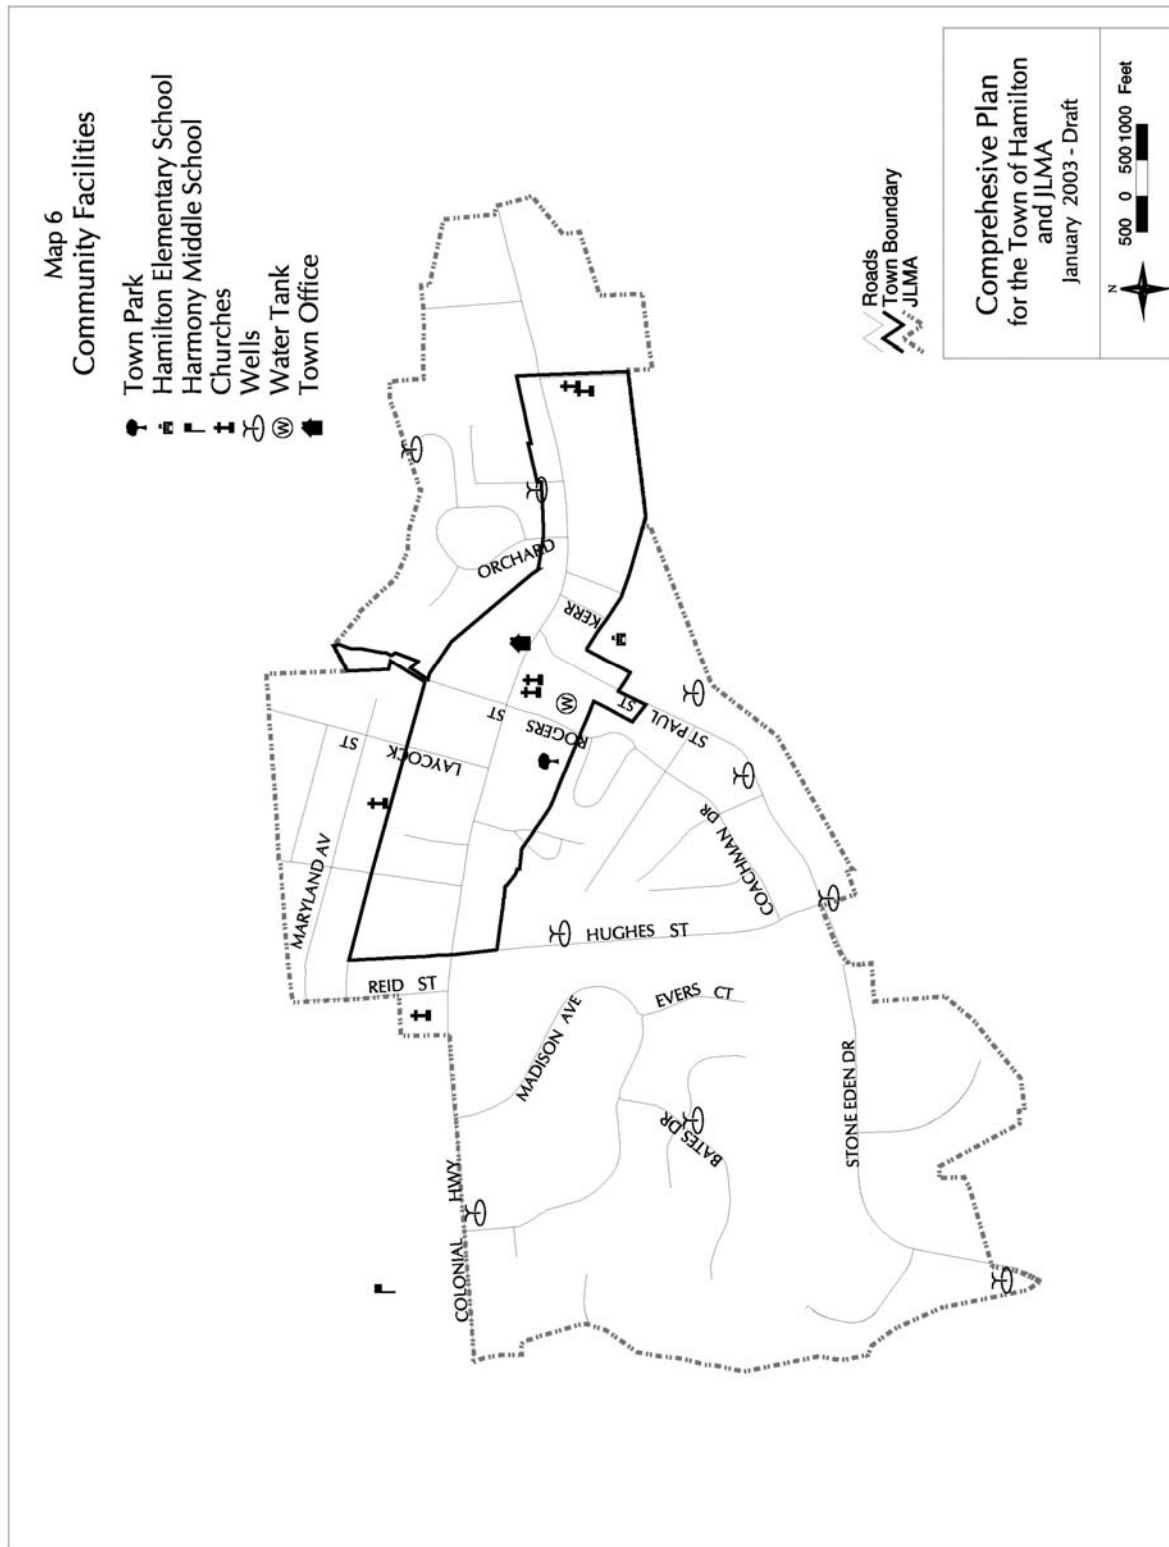 Map 6
Community Facilities
Town Park
Hamilton Elementary School
Harmony Middle School
Churches
Wells
W Water Tank
Town Office
ORCHARD
KERR
ST
ROGERS
W
ST
ST PAUL
LAYCOCK
ST
MARYLAND AV
COACHMAN DR
HUGHES ST
REID ST
EVERS CT
MADISON AVE
BATES DR
STONE EDEN DR
COLONIAL HWY
Roads
Town Boundary
JLMA
Comprehesive Plan
for the Town of Hamilton
and JLMA
January 2003 - Draft
N
500 0 500 1000 Feet